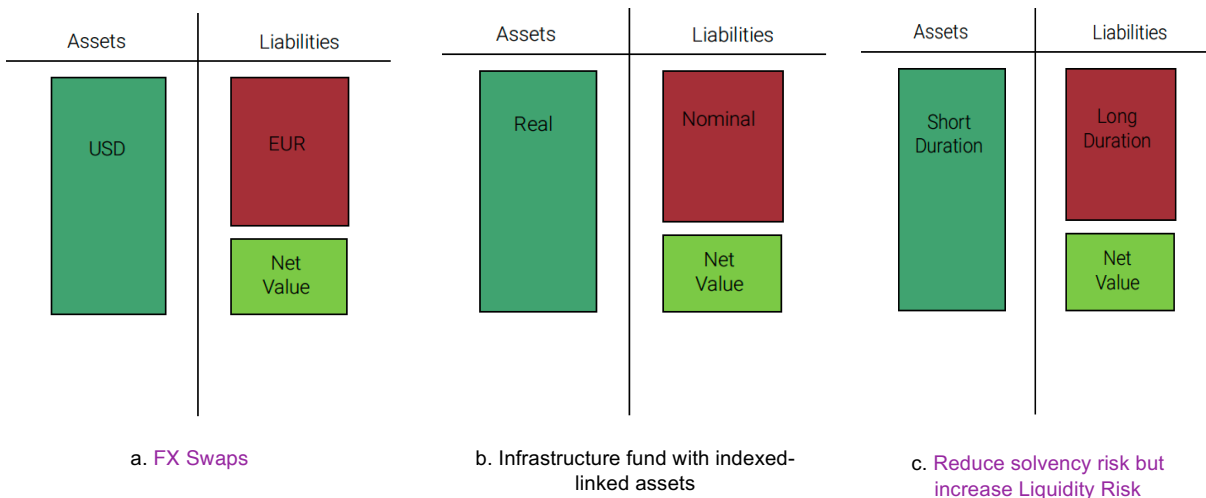 Assets
Liabilities
USD
EUR
Net
Value
a. FX Swaps
Assets
Liabilities
Real
Nominal
Net
Value
b. Infrastructure fund with indexed-
linked assets
Assets
Liabilities
Short
Duration
Long
Duration
Net
Value
c. Reduce solvency risk but
increase Liquidity Risk